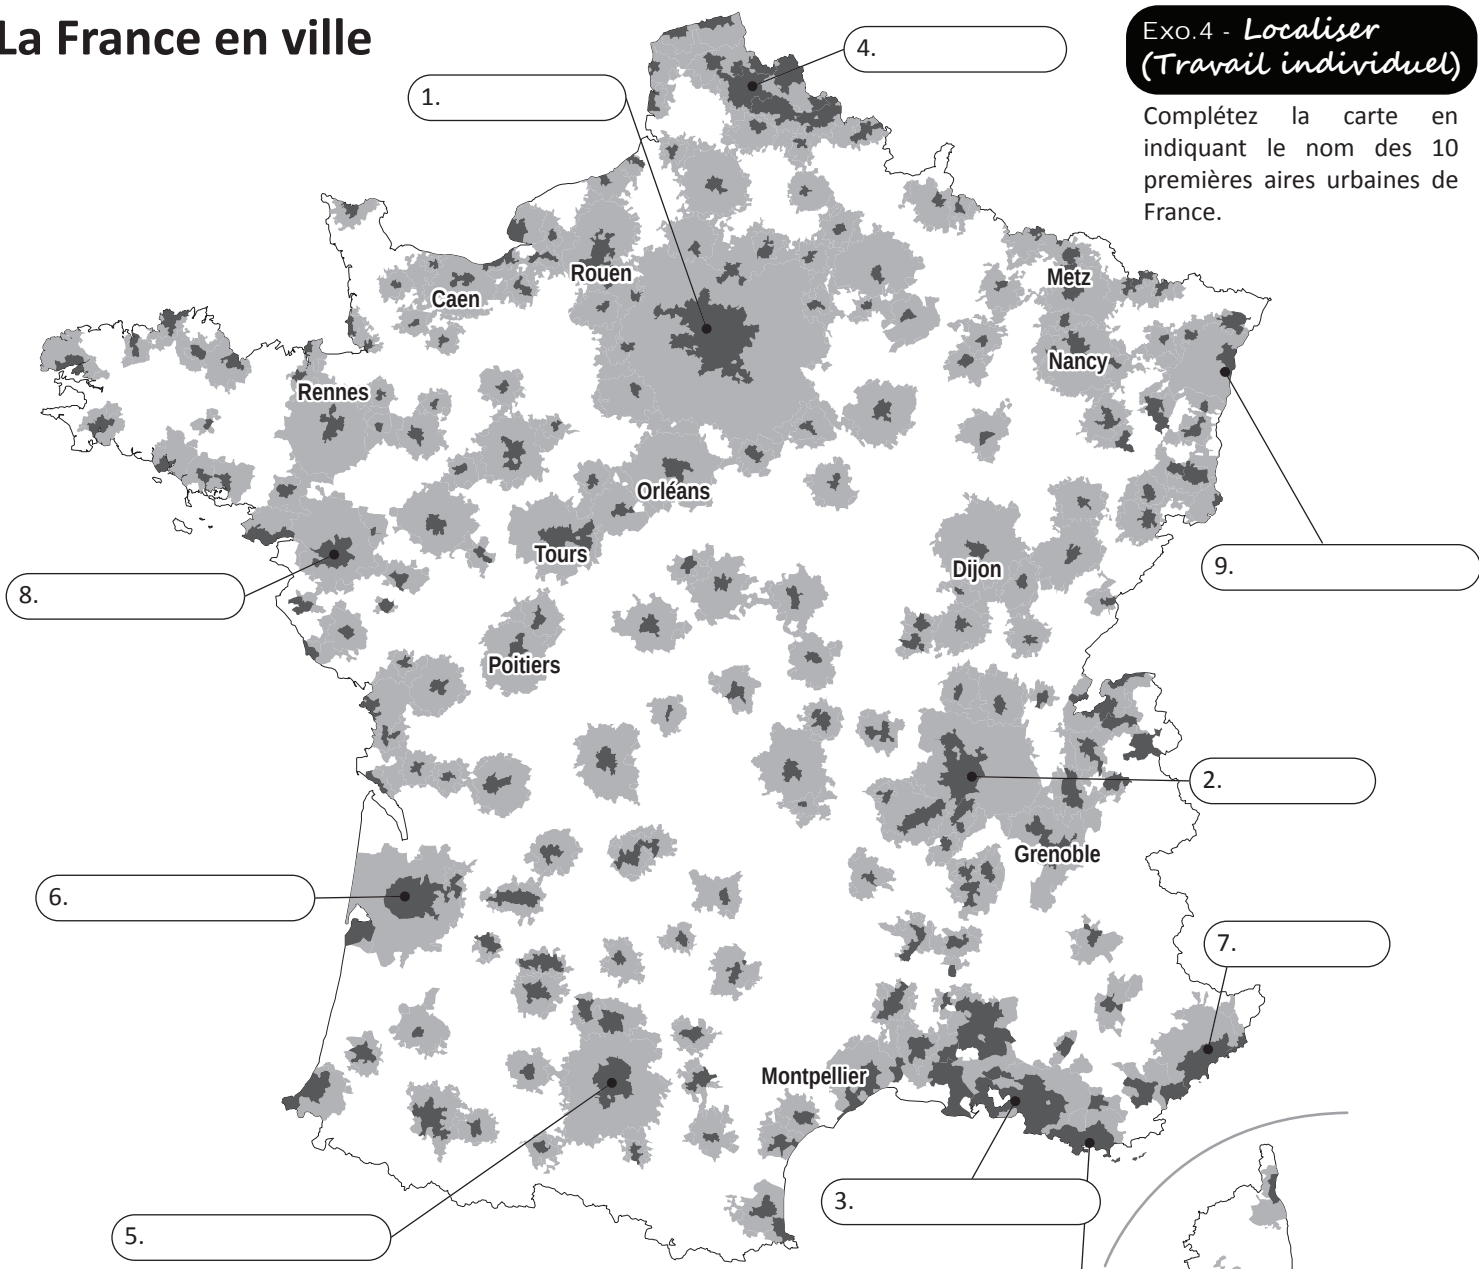 La France en ville
Exo.4 - Localiser
(Travail individuel)
Complétez la carte en
indiquant le nom des 10
premières aires urbaines de
France.
4.
1.
Rouen
Metz
Caen
Nancy
Rennes
Orléans
Tours
9.
Dijon
8.
Poitiers
2.
Grenoble
6.
7.
Montpellier
3.
5.